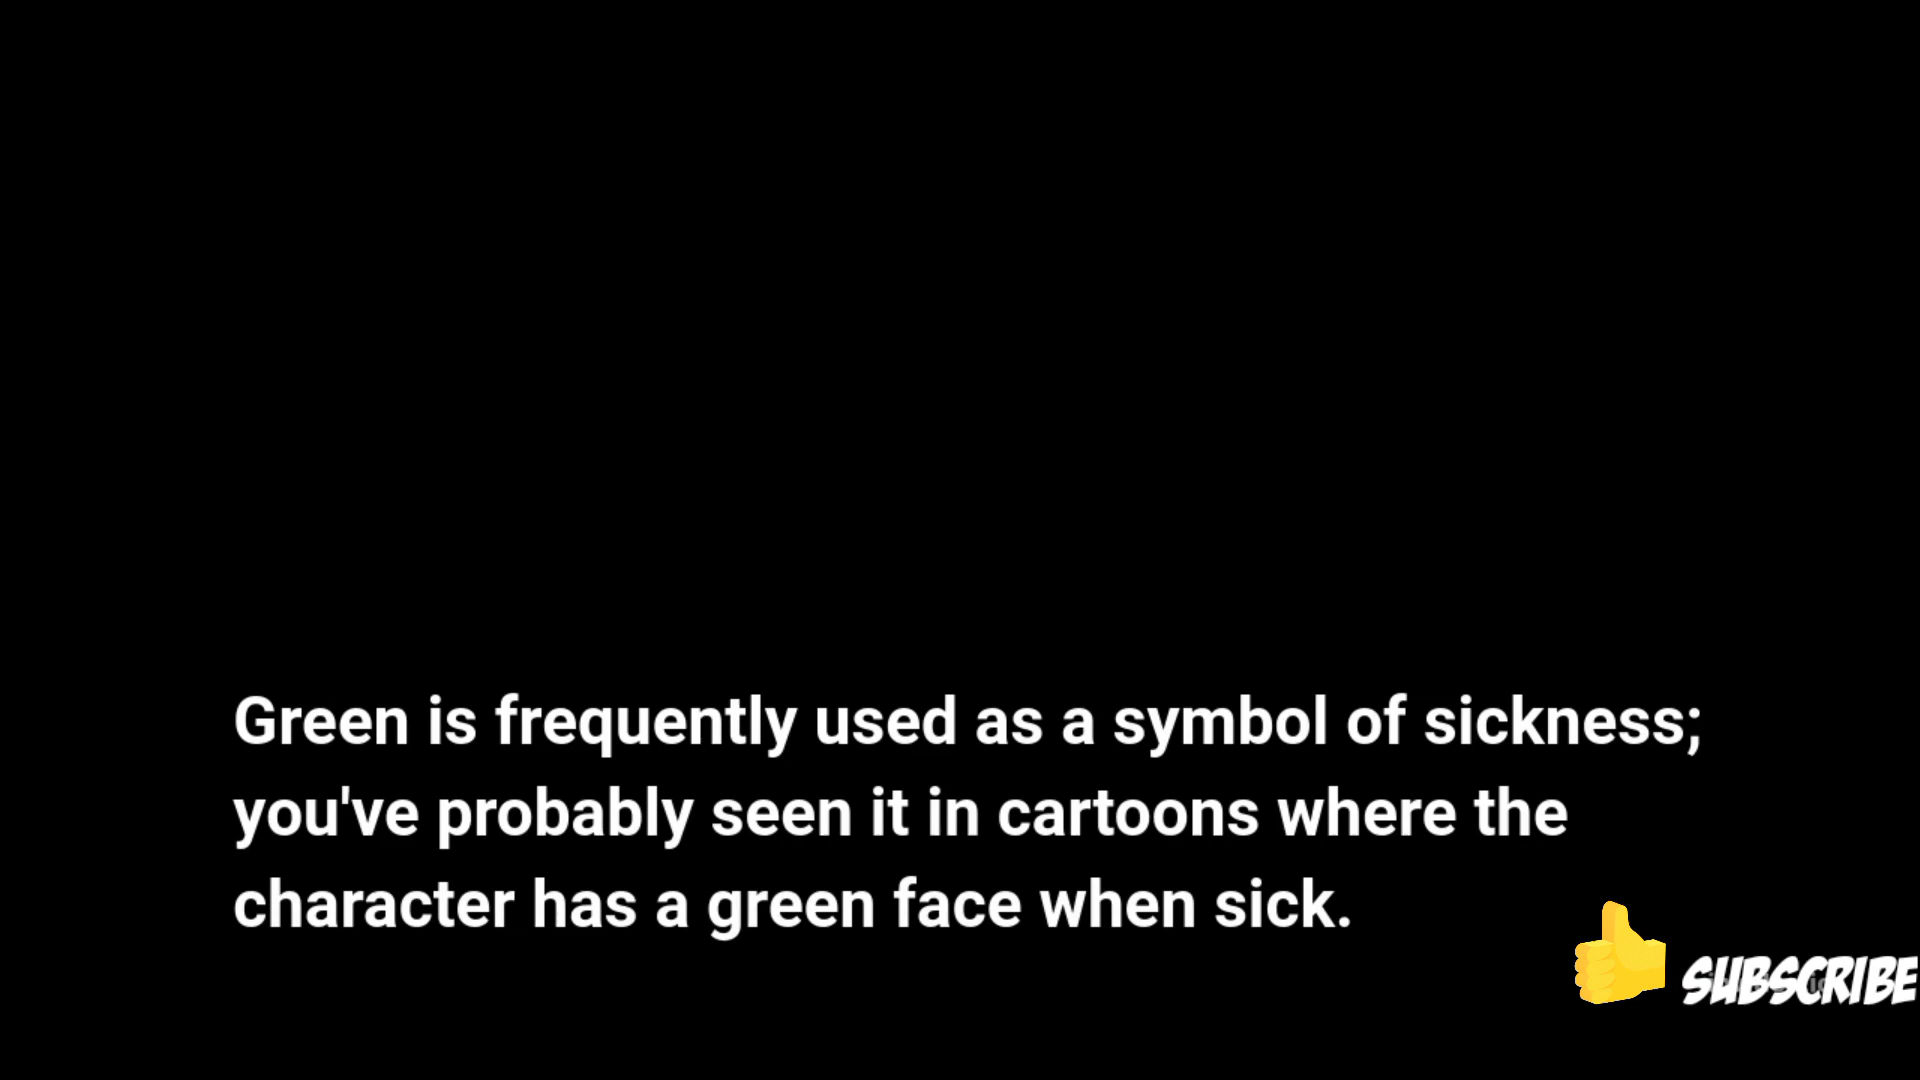 Green is frequently used as a symbol of sickness;
you've probably seen it in cartoons where the
character has a green face when sick.
SUBSCRIBE